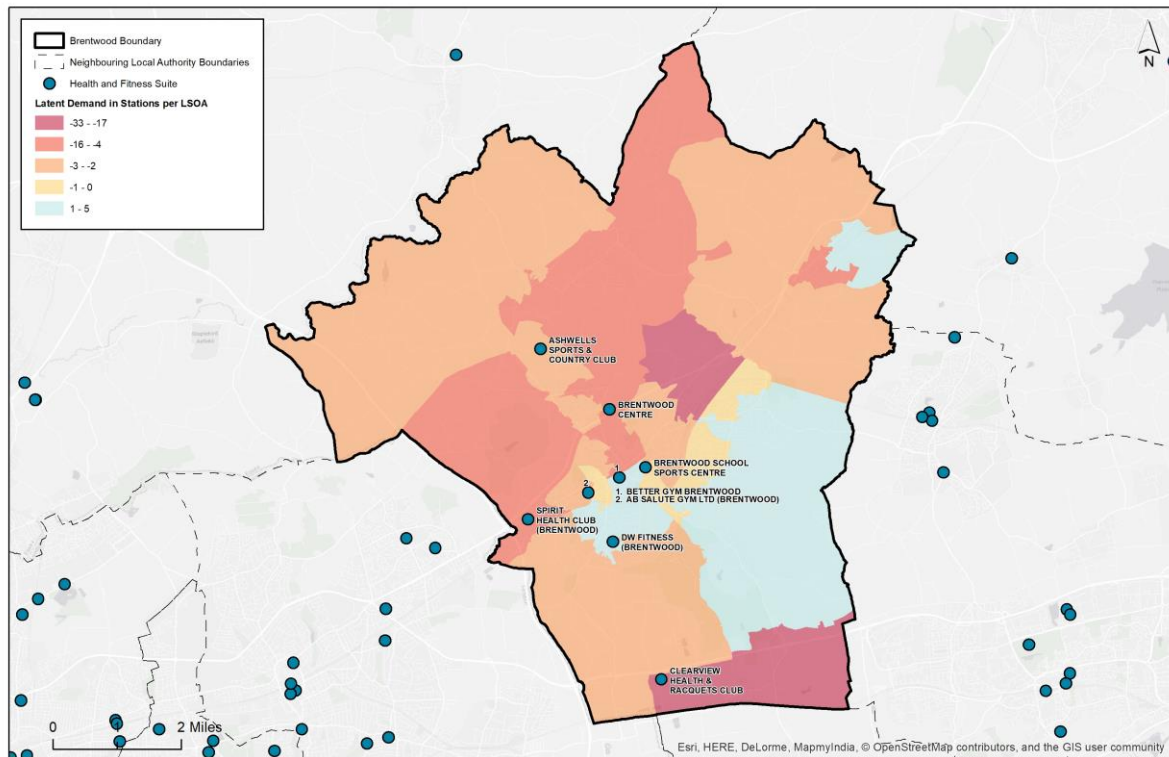 Brentwood Boundary
Neighbouring Local Authority Boundaries
Health and Fitness Suite
Latent Demand in Stations per LSOA
-33 - -17
-16 - -4
-3 - -2
-1 - 0
1 - 5
N
ASHWELLS
SPORTS &
COUNTRY CLUB
BRENTWOOD
CENTRE
BRENTWOOD SCHOOL
SPORTS CENTRE
1
2
1. BETTER GYM BRENTWOOD
2. AB SALUTE GYM LTD (BRENTWOOD)
SPIRIT
HEALTH CLUB
(BRENTWOOD)
DW FITNESS
(BRENTWOOD)
CLEARVIEW
HEALTH &
RACQUETS CLUB
0 2 Miles
Esri, HERE, DeLorme, MapmyIndia, © OpenStreetMap contributors, and the GIS user community